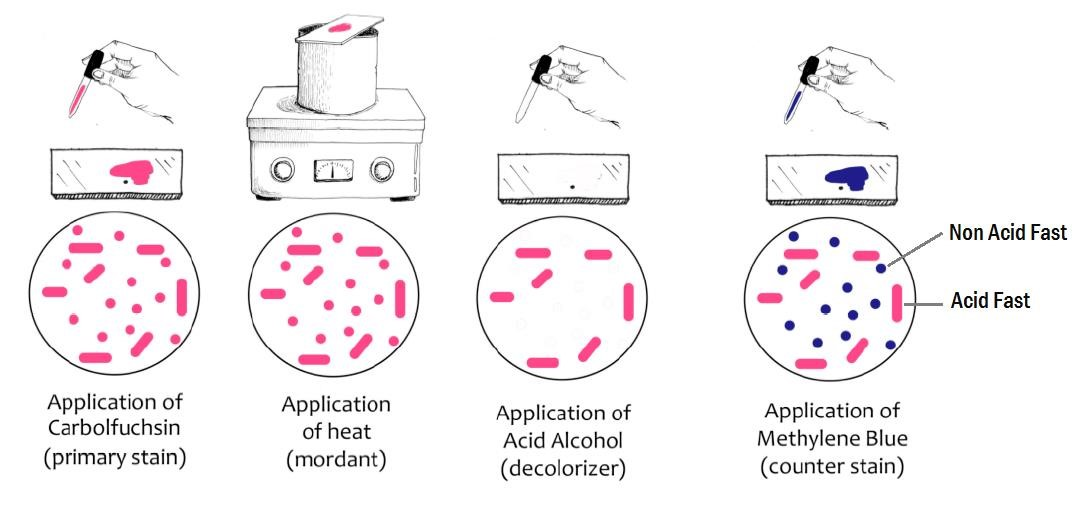 Non Acid Fast
Acid Fast
Application of
Carbolfuchsin
(primary stain)
Application
of heat
(mordant)
Application of
Acid Alcohol
(decolorizer)
Application of
Methylene Blue
(counter stain)